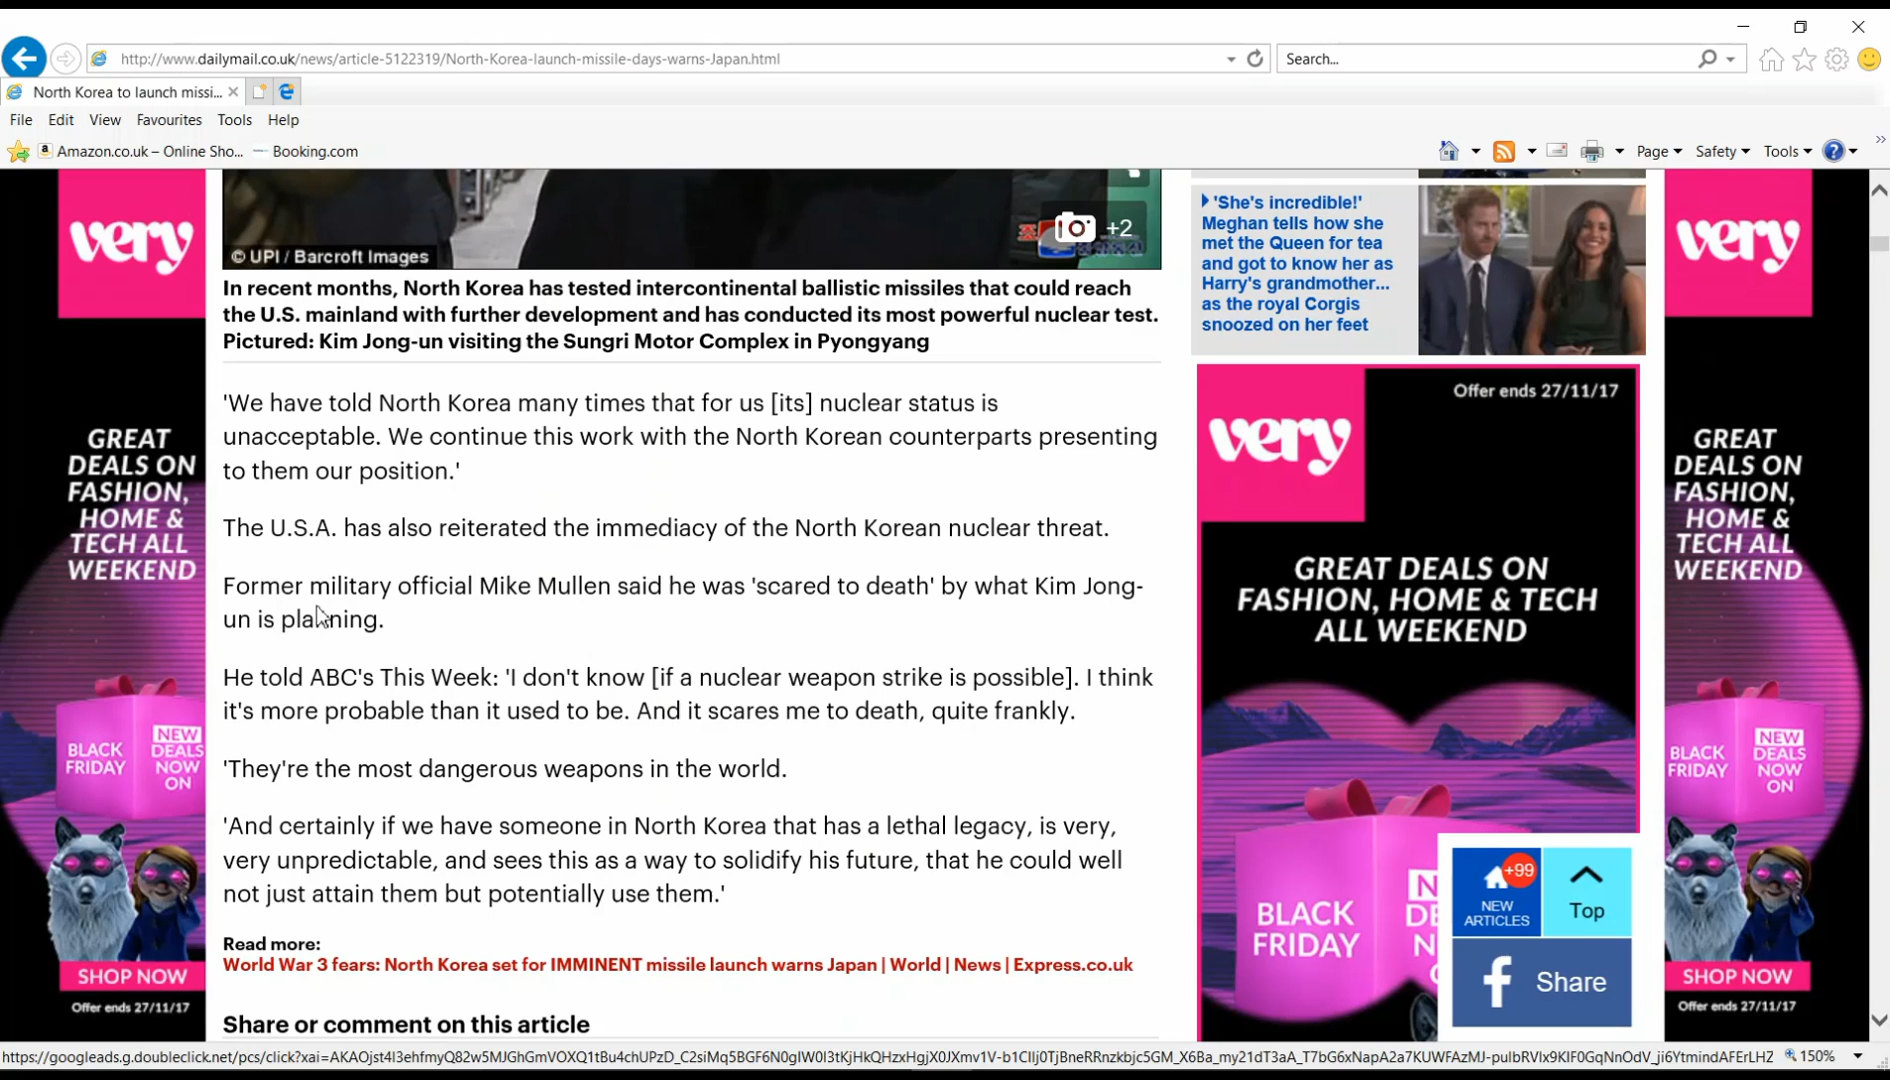 http://www.dailymail.co.uk/news/article-5122319/North-Korea-launch-missile-days-warns-Japan.html
Search...
North Korea to launch missi...
File Edit View Favourites Tools Help
Amazon.co.uk – Online Sho... Booking.com
Page Safety Tools
very
GREAT
DEALS ON
FASHION,
HOME &
TECH ALL
WEEKEND
BLACK
FRIDAY
NEW
DEALS
NOW
ON
SHOP NOW
Offer ends 27/11/17
© UPI / Barcroft Images
+2
In recent months, North Korea has tested intercontinental ballistic missiles that could reach
the U.S. mainland with further development and has conducted its most powerful nuclear test.
Pictured: Kim Jong-un visiting the Sungri Motor Complex in Pyongyang
'We have told North Korea many times that for us [its] nuclear status is
unacceptable. We continue this work with the North Korean counterparts presenting
to them our position.'
The U.S.A. has also reiterated the immediacy of the North Korean nuclear threat.
Former military official Mike Mullen said he was 'scared to death' by what Kim Jong-
un is planning.
He told ABC's This Week: 'I don't know [if a nuclear weapon strike is possible]. I think
it's more probable than it used to be. And it scares me to death, quite frankly.
'They're the most dangerous weapons in the world.
'And certainly if we have someone in North Korea that has a lethal legacy, is very,
very unpredictable, and sees this as a way to solidify his future, that he could well
not just attain them but potentially use them.'
Read more:
World War 3 fears: North Korea set for IMMINENT missile launch warns Japan | World | News | Express.co.uk
Share or comment on this article
'She's incredible!'
Meghan tells how she
met the Queen for tea
and got to know her as
Harry's grandmother...
as the royal Corgis
snoozed on her feet
Offer ends 27/11/17
very
GREAT DEALS ON
FASHION, HOME & TECH
ALL WEEKEND
BLACK
FRIDAY
+99
NEW
ARTICLES
Top
Share
very
GREAT
DEALS ON
FASHION,
HOME &
TECH ALL
WEEKEND
BLACK
FRIDAY
NEW
DEALS
NOW
ON
SHOP NOW
Offer ends 27/11/17
150%